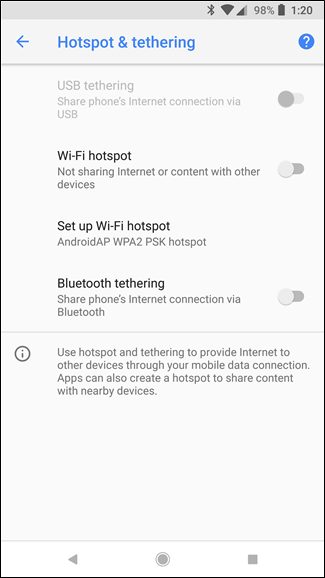 98% 1:20
Hotspot & tethering
USB tethering
Share phone's Internet connection via
USB
Wi-Fi hotspot
Not sharing Internet or content with other
devices
Set up Wi-Fi hotspot
AndroidAP WPA2 PSK hotspot
Bluetooth tethering
Share phone's Internet connection via
Bluetooth
Use hotspot and tethering to provide Internet to
other devices through your mobile data connection.
Apps can also create a hotspot to share content
with nearby devices.